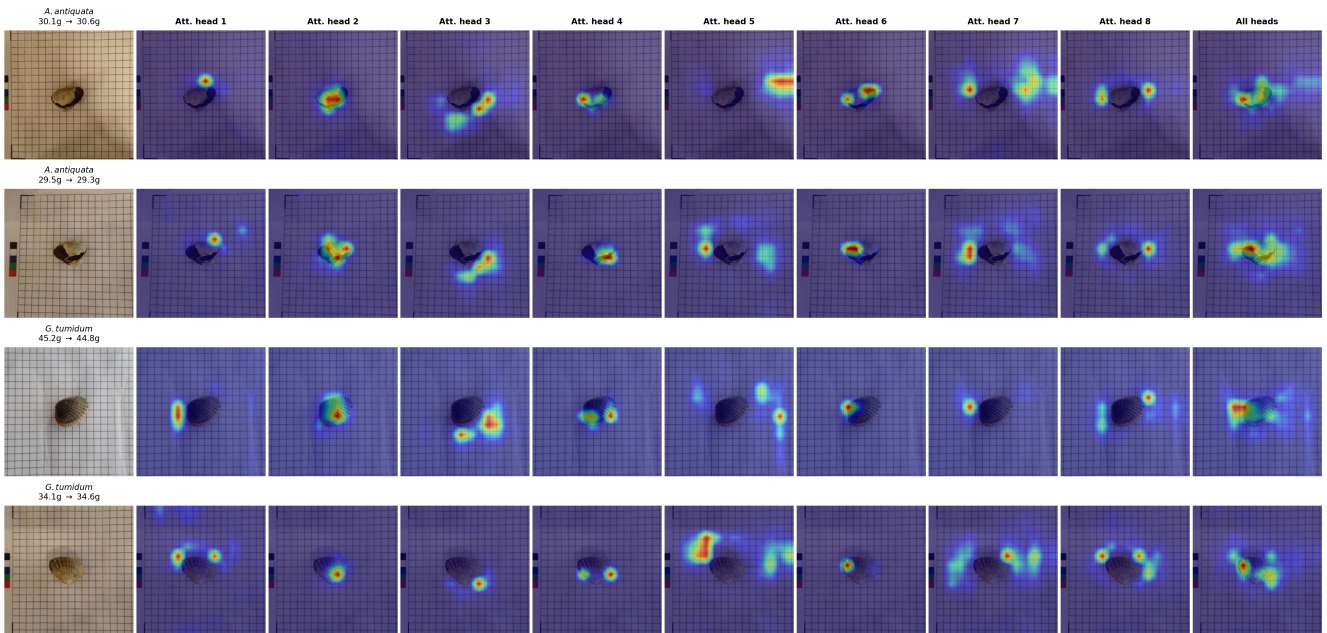 A. antiquata
30.1g → 30.6g
Att. head 1 Att. head 2 Att. head 3 Att. head 4 Att. head 5 Att. head 6 Att. head 7 Att. head 8 All heads
A. antiquata
29.5g → 29.3g
G. tumidum
45.2g → 44.8g
G. tumidum
34.1g → 34.6g